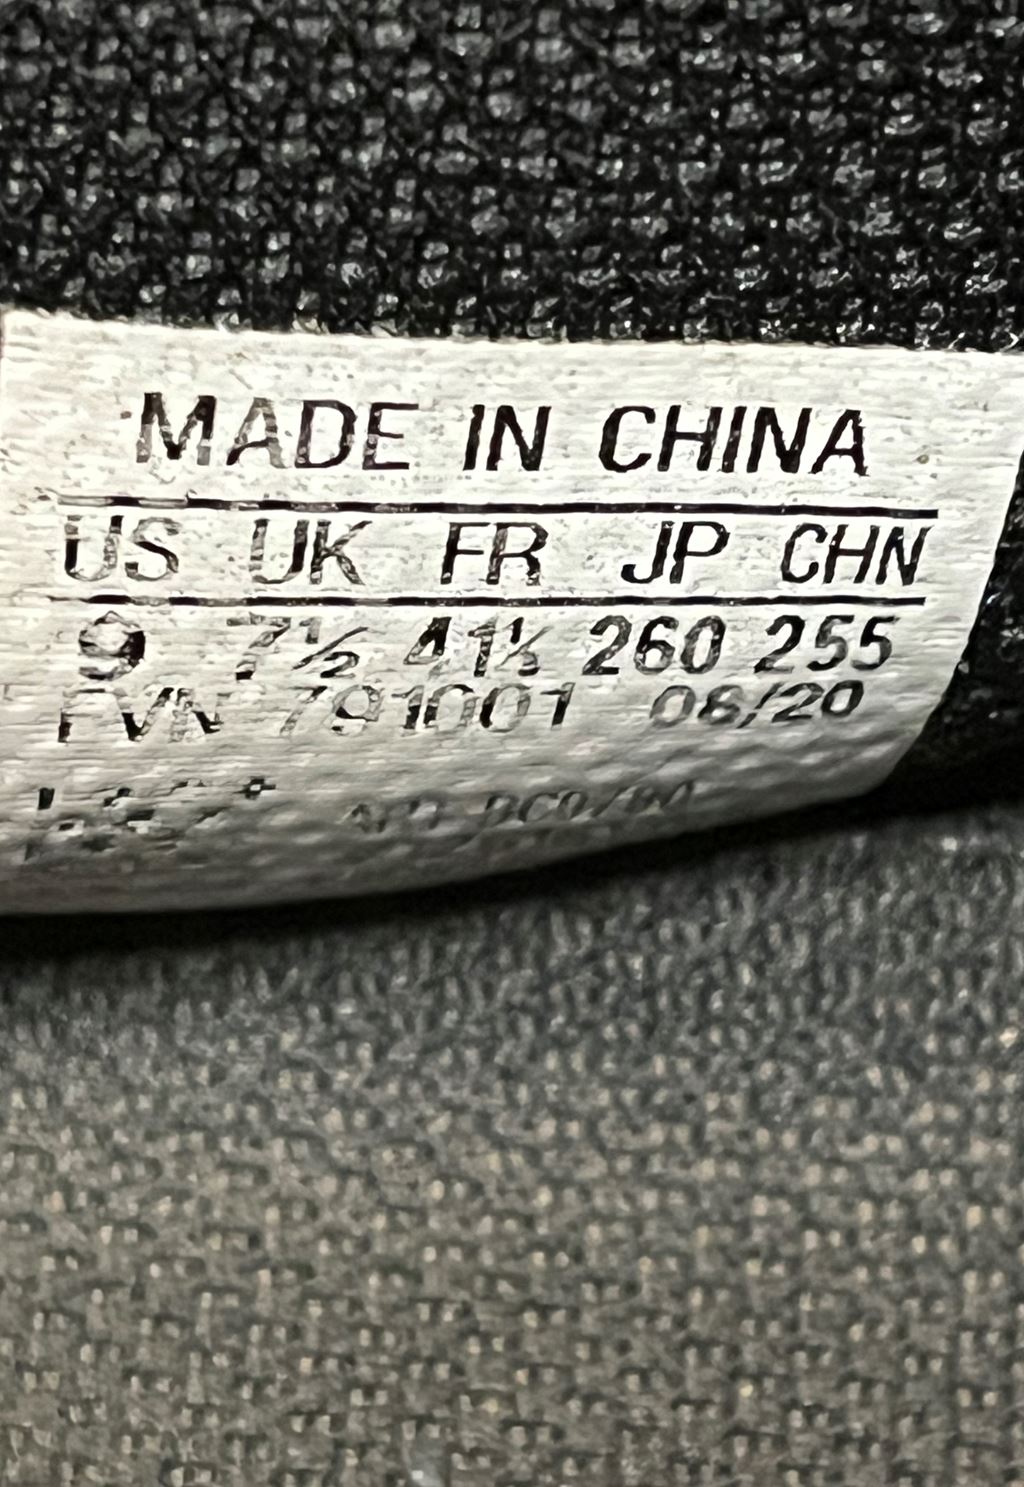 MADE IN CHINA
US UK FR JP CHN
9 7½ 41⅓ 260 255
791001 08/20